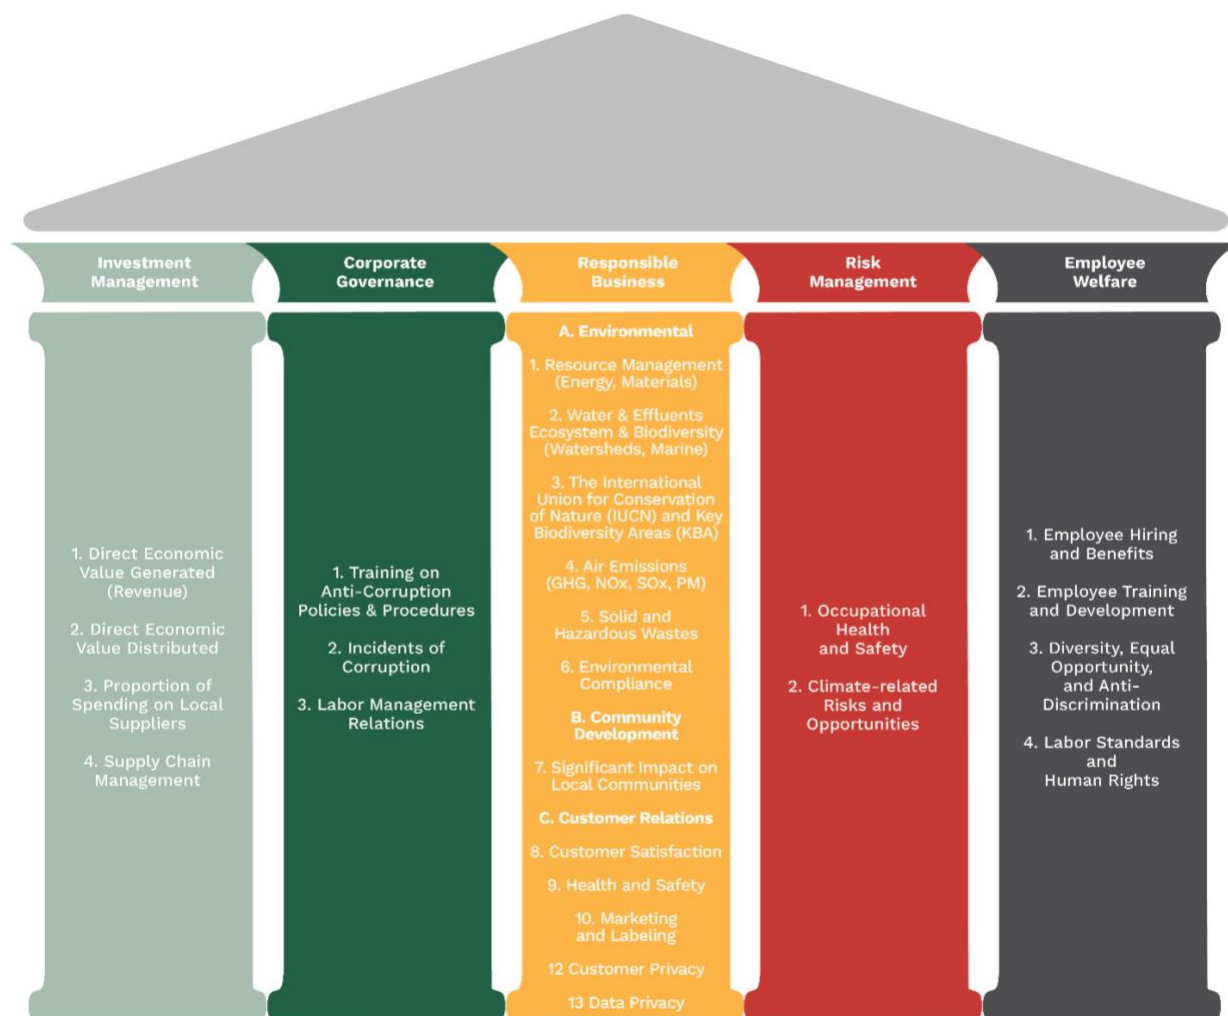 Investment
Management
Corporate
Governance
Responsible
Business
Risk
Management
Employee
Welfare
1. Direct Economic
Value Generated
(Revenue)
2. Direct Economic
Value Distributed
3. Proportion of
Spending on Local
Suppliers
4. Supply Chain
Management
1. Training on
Anti-Corruption
Policies & Procedures
2. Incidents of
Corruption
3. Labor Management
Relations
A. Environmental
1. Resource Management
(Energy, Materials)
2. Water & Effluents
Ecosystem & Biodiversity
(Watersheds, Marine)
3. The International
Union for Conservation
of Nature (IUCN) and Key
Biodiversity Areas (KBA)
4. Air Emissions
(GHG, NOx, SOx, PM)
5. Solid and
Hazardous Wastes
6. Environmental
Compliance
B. Community
Development
7. Significant Impact on
Local Communities
C. Customer Relations
8. Customer Satisfaction
9. Health and Safety
10. Marketing
and Labeling
12 Customer Privacy
13 Data Privacy
1. Occupational
Health
and Safety
2. Climate-related
Risks and
Opportunities
1. Employee Hiring
and Benefits
2. Employee Training
and Development
3. Diversity, Equal
Opportunity,
and Anti-
Discrimination
4. Labor Standards
and
Human Rights